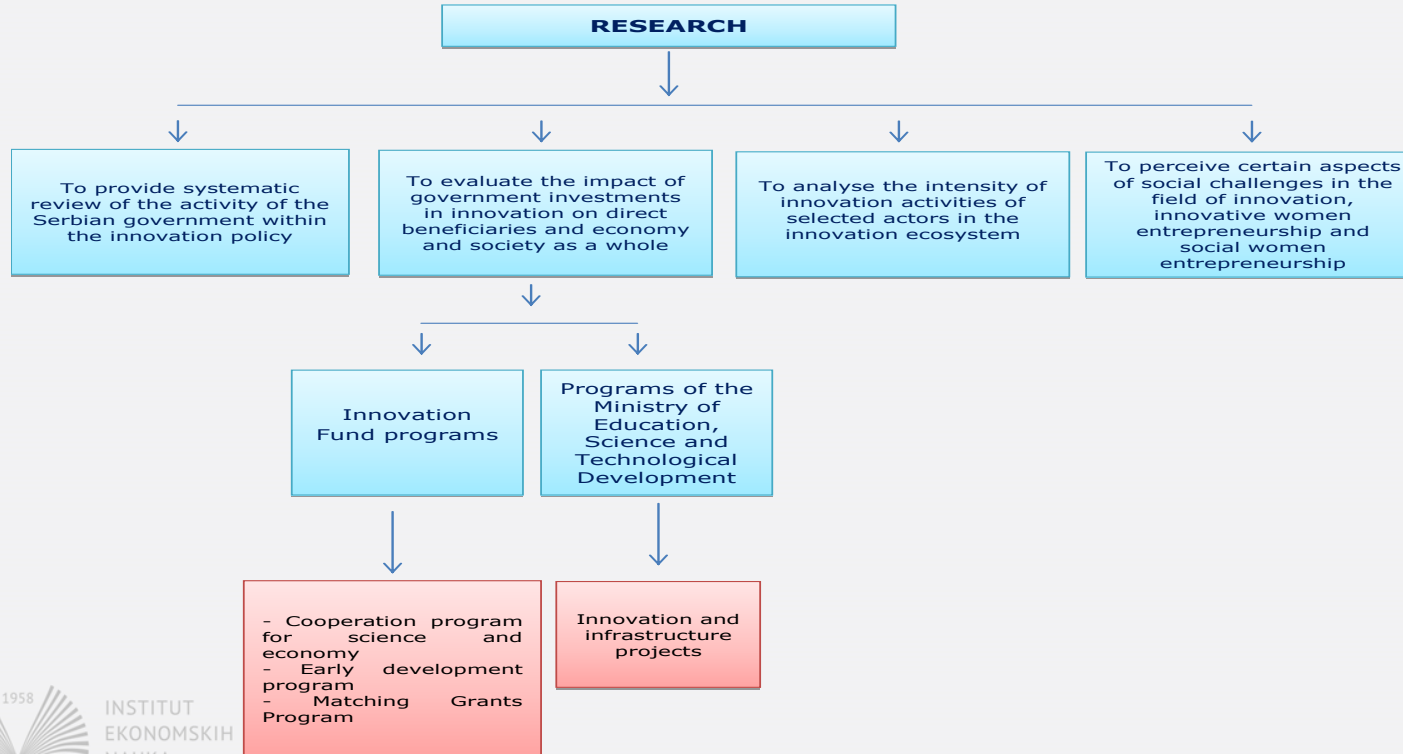 RESEARCH
To provide systematic
review of the activity of the
Serbian government within
the innovation policy
To evaluate the impact of
government investments
in innovation on direct
beneficiaries and economy
and society as a whole
To analyse the intensity of
innovation activities of
selected actors in the
innovation ecosystem
To perceive certain aspects
of social challenges in the
field of innovation,
innovative women
entrepreneurship and
social women
entrepreneurship
Innovation
Fund programs
Programs of the
Ministry of
Education,
Science and
Technological
Development
- Cooperation program
for science and
economy
- Early development
program
- Matching Grants
Program
Innovation and
infrastructure
projects
1958
INSTITUT
EKONOMSKIH